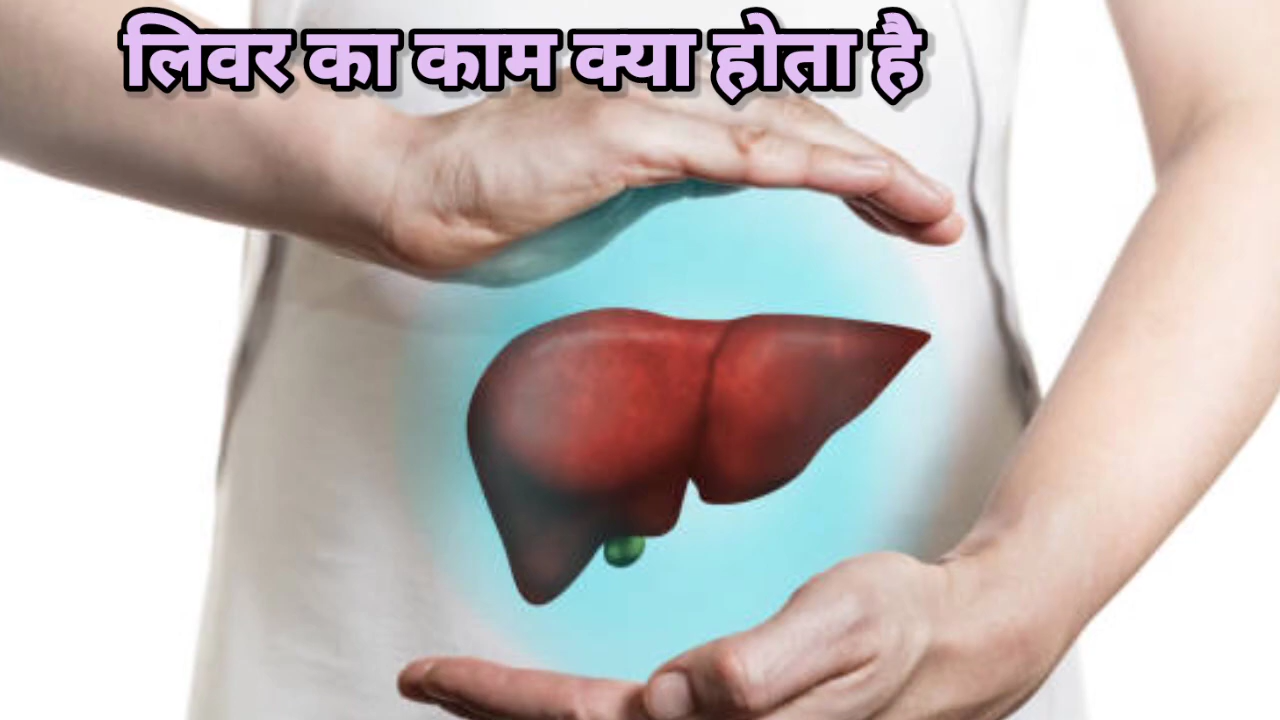 लिवर का काम क्या होता है